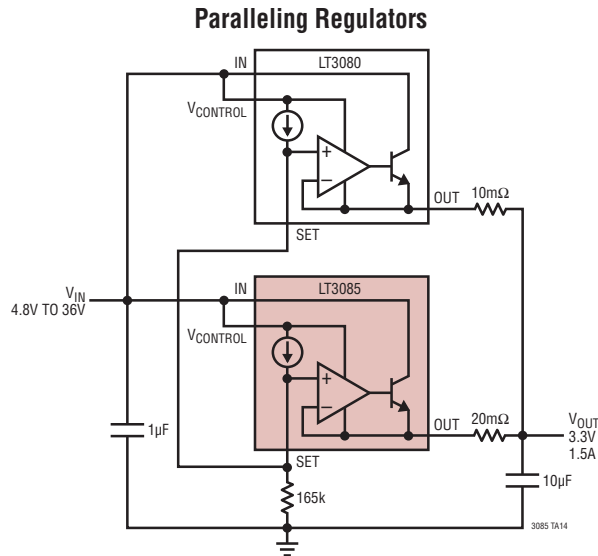 Paralleling Regulators
IN
LT3080
VCONTROL
+
–
OUT
10mΩ
SET
VIN
4.8V TO 36V
IN
LT3085
VCONTROL
+
–
OUT
20mΩ
VOUT
3.3V
1.5A
1µF
SET
165k
10µF
3085 TA14